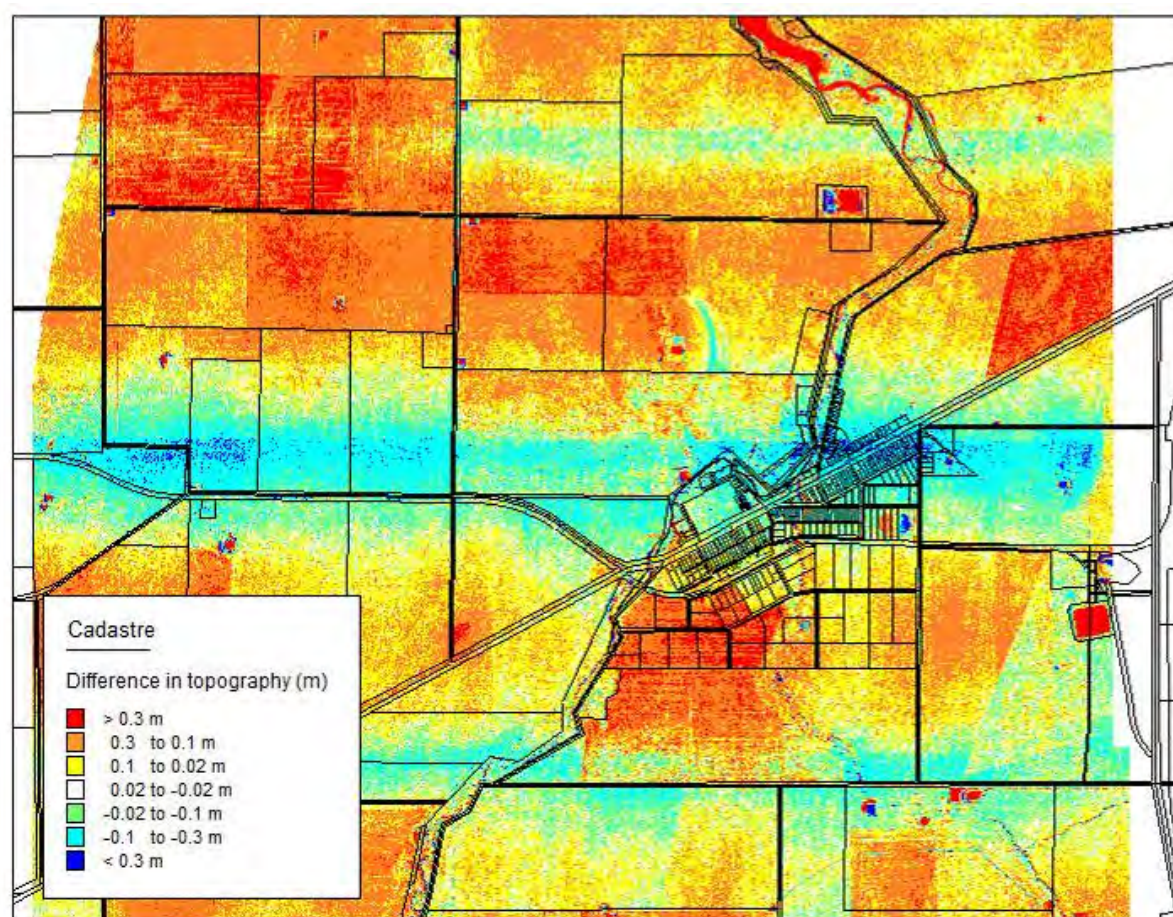 Cadastre
Difference in topography (m)
> 0.3 m
0.3 to 0.1 m
0.1 to 0.02 m
0.02 to -0.02 m
-0.02 to -0.1 m
-0.1 to -0.3 m
< 0.3 m